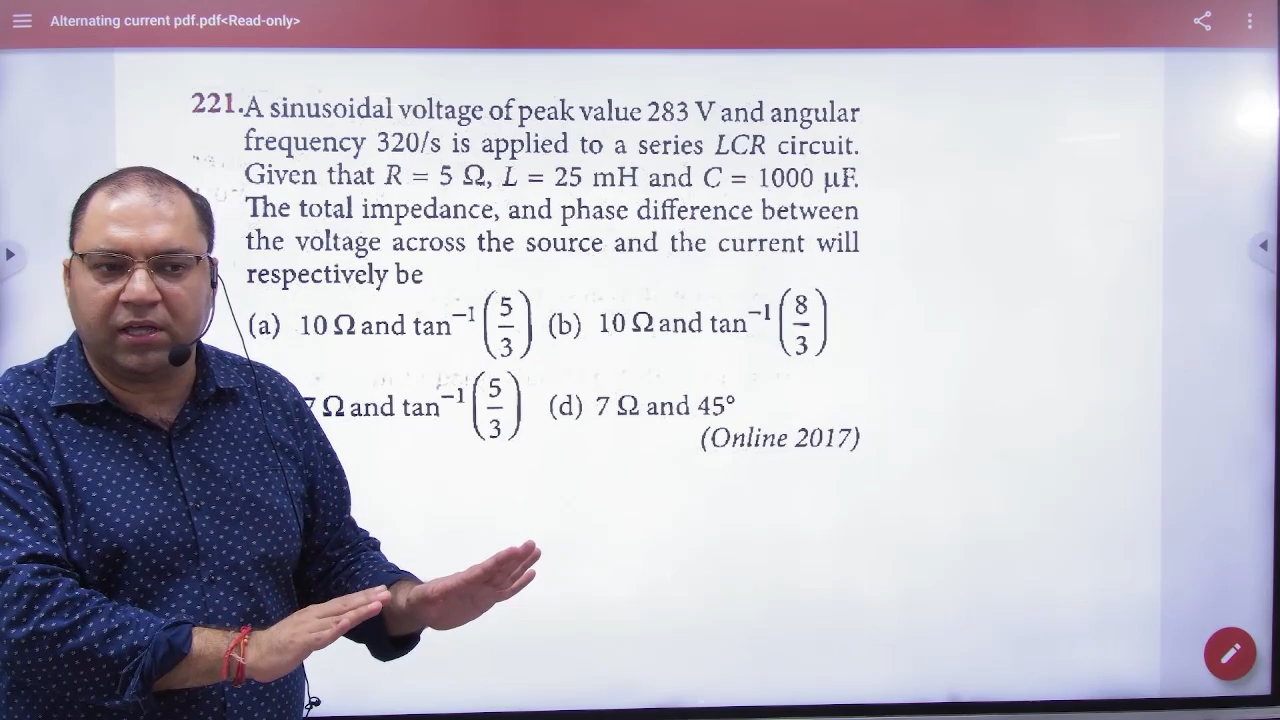 Alternating current pdf.pdf<Read-only>
221. A sinusoidal voltage of peak value 283 V and angular
frequency 320/s is applied to a series LCR circuit.
Given that R = 5 Ω, L = 25 mH and C = 1000 μF.
The total impedance, and phase difference between
the voltage across the source and the current will
respectively be
(a) 10 Ω and tan⁻¹(5/3) (b) 10 Ω and tan⁻¹(8/3)
7 Ω and tan⁻¹(5/3) (d) 7 Ω and 45°
(Online 2017)